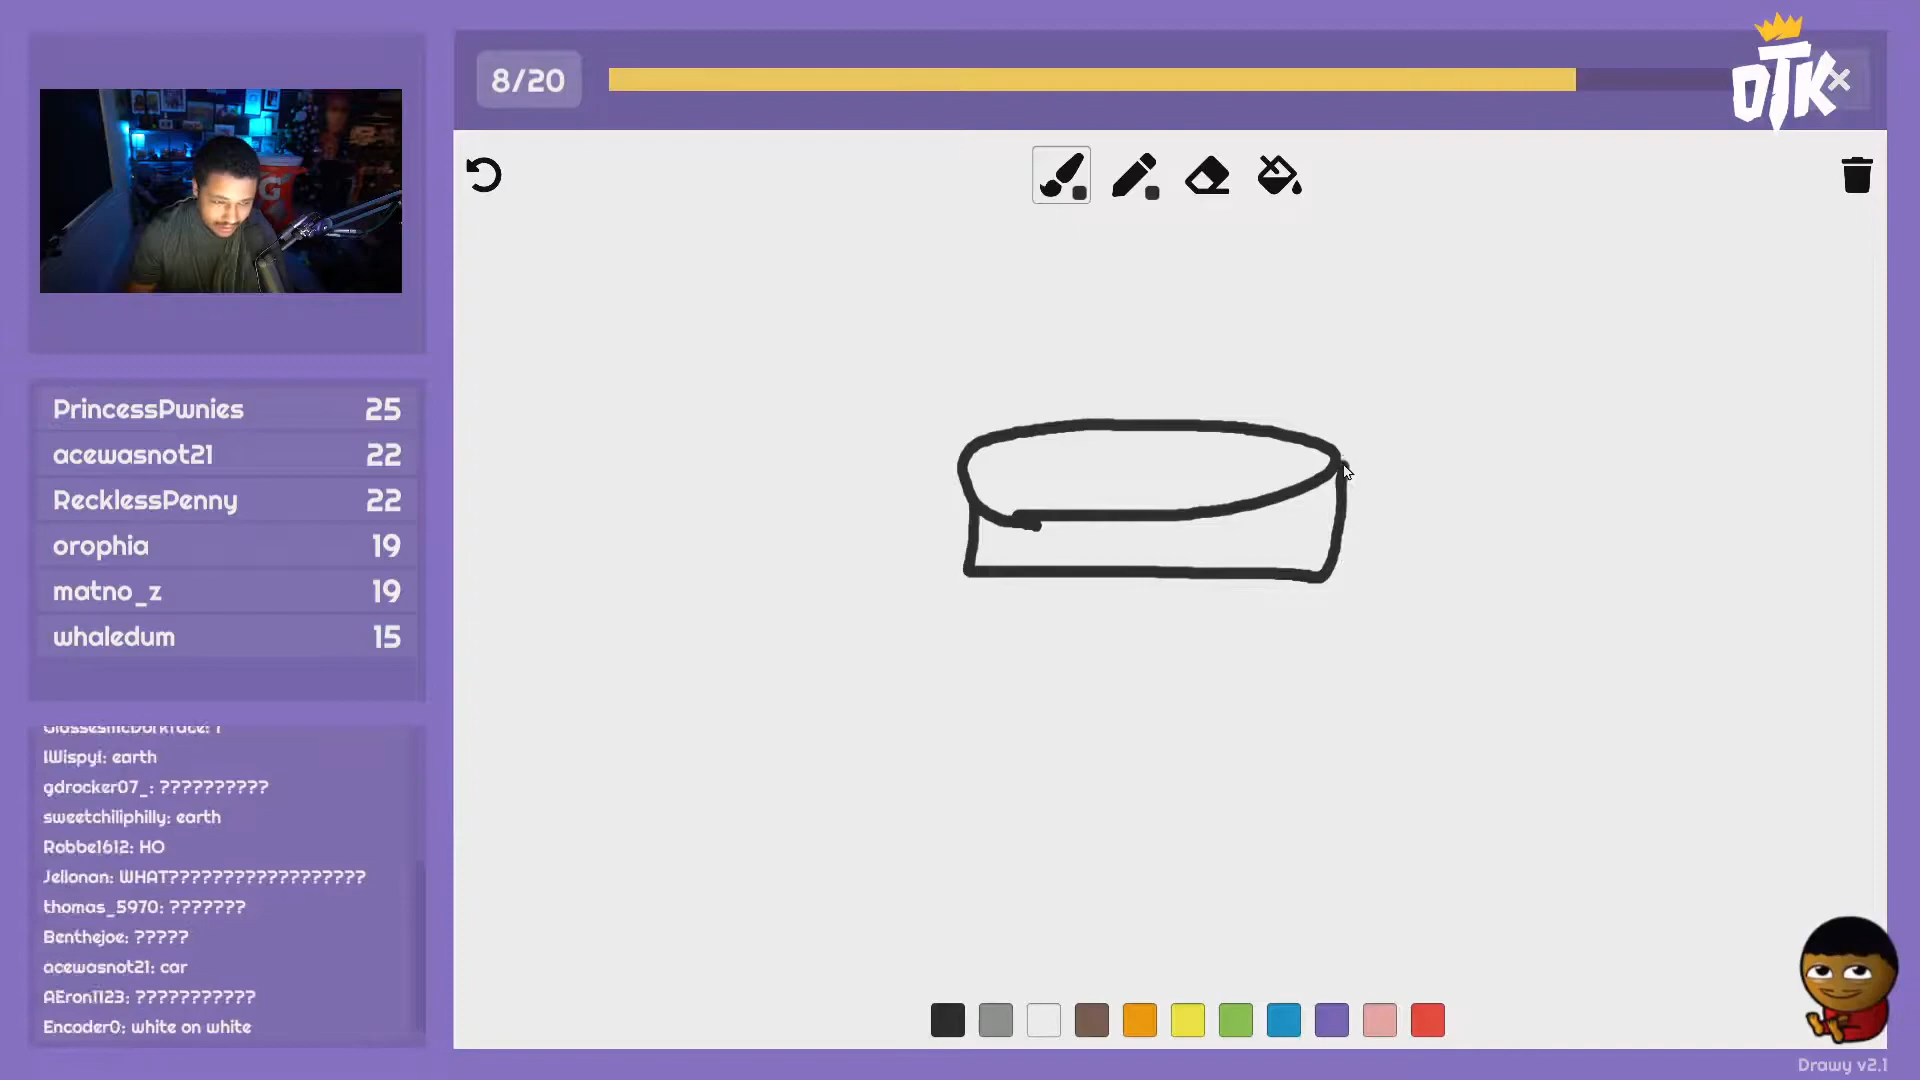 8/20
OTK
G
PrincessPwnies 25
acewasnot21 22
RecklessPenny 22
orophia 19
matno_z 19
whaledum 15
lWispyl: earth
gdrocker07_: ??????????
sweetchiliphilly: earth
Robbe1612: HO
Jellonan: WHAT??????????????????
thomas_5970: ???????
Benthejoe: ?????
acewasnot21: car
AEron1123: ???????????
Encoder0: white on white
Drawy v2.1